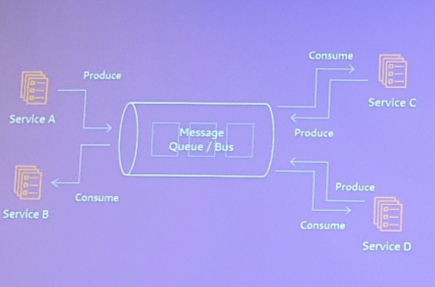 Produce
Service A
Consume
Service B
Message
Queue / Bus
Consume
Service C
Produce
Produce
Consume
Service D